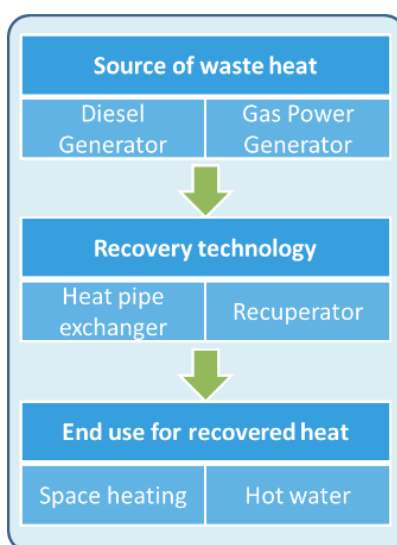 Source of waste heat
Diesel
Generator
Gas Power
Generator
Recovery technology
Heat pipe
exchanger
Recuperator
End use for recovered heat
Space heating
Hot water